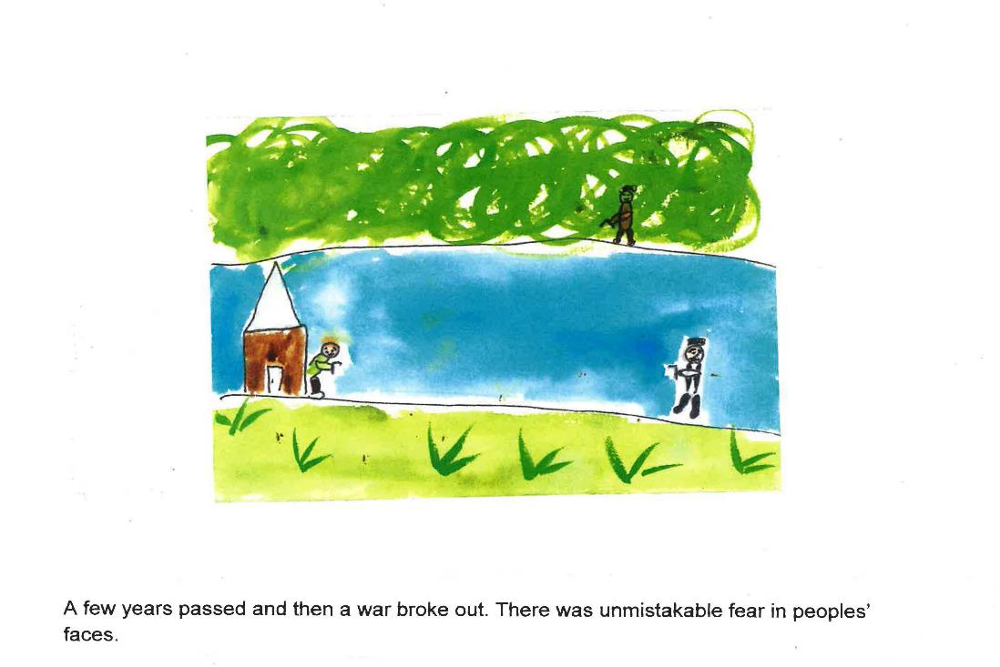 A few years passed and then a war broke out. There was unmistakable fear in peoples'
faces.